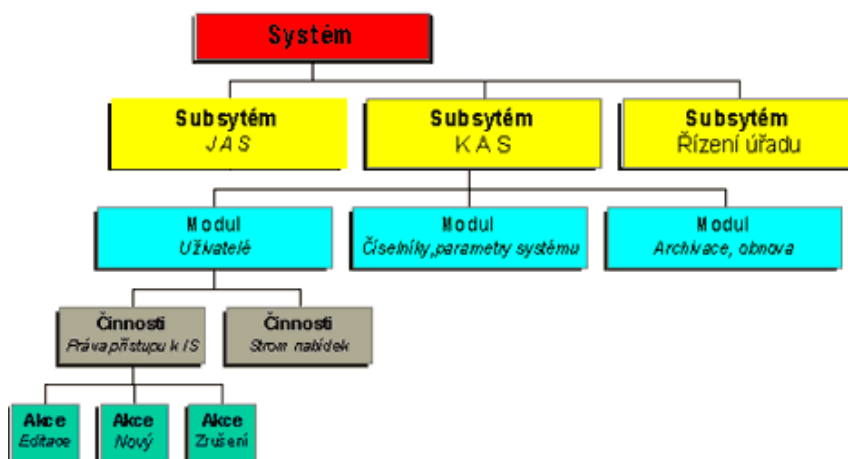 Systém
Subsytém
JAS
Subsytém
KAS
Subsytém
Řízení úřadu
Modul
Uživatelé
Modul
Číselníky,parametry systému
Modul
Archivace, obnova
Činnosti
Práva přístupu k IS
Činnosti
Strom nabídek
Akce
Editace
Akce
Nový
Akce
Zrušení